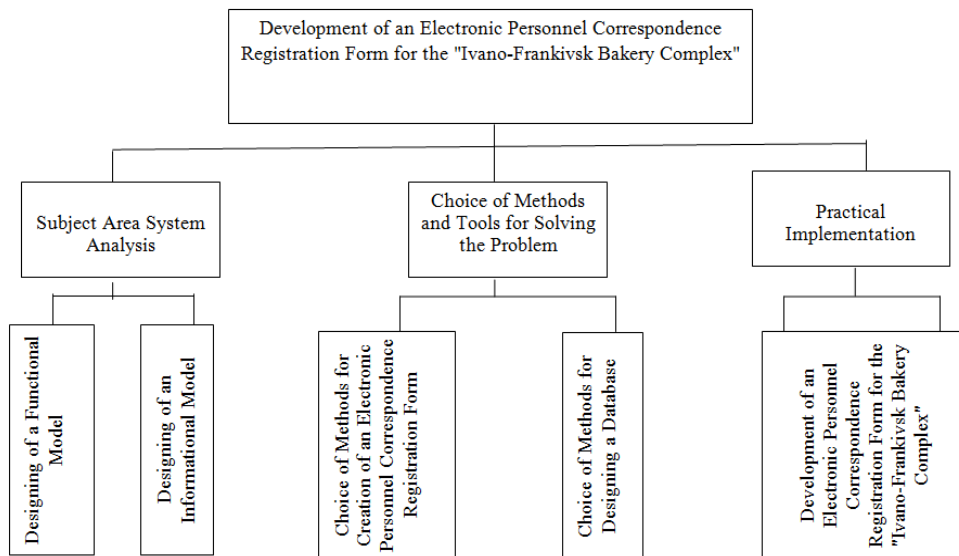 Development of an Electronic Personnel Correspondence
Registration Form for the "Ivano-Frankivsk Bakery Complex"
Subject Area System
Analysis
Choice of Methods
and Tools for Solving
the Problem
Practical
Implementation
Designing of a Functional
Model
Designing of an
Informational Model
Choice of Methods for
Creation of an Electronic
Personnel Correspondence
Registration Form
Choice of Methods for
Designing a Database
Development of an
Electronic Personnel
Correspondence
Registration Form for the
"Ivano-Frankivsk Bakery
Complex"